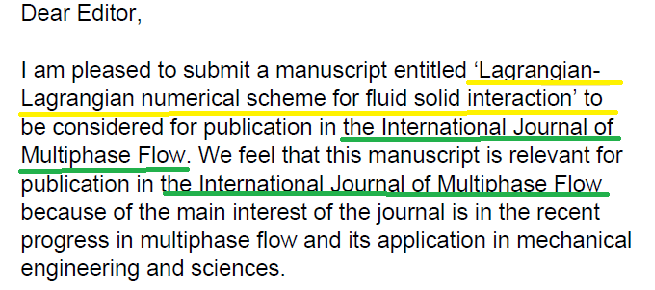 Dear Editor,
I am pleased to submit a manuscript entitled ‘Lagrangian-
Lagrangian numerical scheme for fluid solid interaction’ to
be considered for publication in the International Journal of
Multiphase Flow. We feel that this manuscript is relevant for
publication in the International Journal of Multiphase Flow
because of the main interest of the journal is in the recent
progress in multiphase flow and its application in mechanical
engineering and sciences.